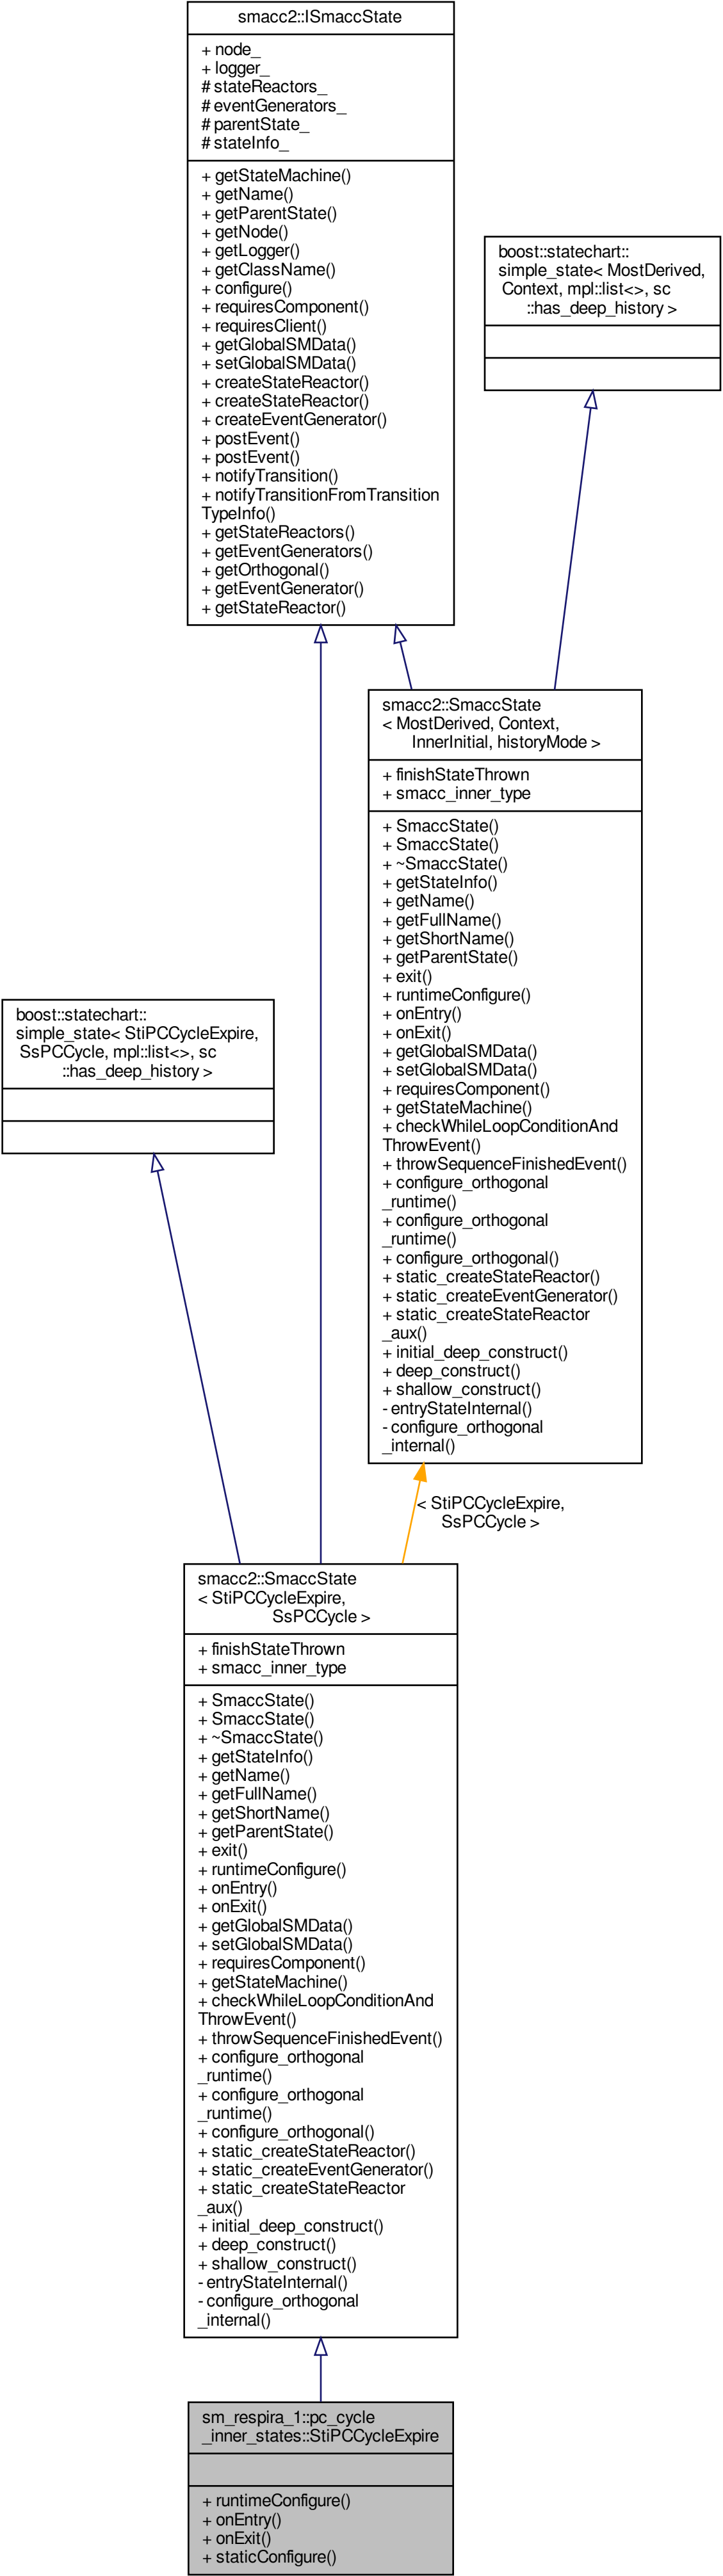 smacc2::ISmaccState
+ node_
+ logger_
# stateReactors_
# eventGenerators_
# parentState_
# stateInfo_
+ getStateMachine()
+ getName()
+ getParentState()
+ getNode()
+ getLogger()
+ getClassName()
+ configure()
+ requiresComponent()
+ requiresClient()
+ getGlobalSMData()
+ setGlobalSMData()
+ createStateReactor()
+ createStateReactor()
+ createEventGenerator()
+ postEvent()
+ postEvent()
+ notifyTransition()
+ notifyTransitionFromTransition
TypeInfo()
+ getStateReactors()
+ getEventGenerators()
+ getOrthogonal()
+ getEventGenerator()
+ getStateReactor()
boost::statechart::
simple_state< MostDerived,
Context, mpl::list<>, sc
::has_deep_history >
smacc2::SmaccState
< MostDerived, Context,
InnerInitial, historyMode >
+ finishStateThrown
+ smacc_inner_type
+ SmaccState()
+ SmaccState()
+ ~SmaccState()
+ getStateInfo()
+ getName()
+ getFullName()
+ getShortName()
+ getParentState()
+ exit()
+ runtimeConfigure()
+ onEntry()
+ onExit()
+ getGlobalSMData()
+ setGlobalSMData()
+ requiresComponent()
+ getStateMachine()
+ checkWhileLoopConditionAnd
ThrowEvent()
+ throwSequenceFinishedEvent()
+ configure_orthogonal
_runtime()
+ configure_orthogonal
_runtime()
+ configure_orthogonal()
+ static_createStateReactor()
+ static_createEventGenerator()
+ static_createStateReactor
_aux()
+ initial_deep_construct()
+ deep_construct()
+ shallow_construct()
- entryStateInternal()
- configure_orthogonal
_internal()
boost::statechart::
simple_state< StiPCCycleExpire,
SsPCCycle, mpl::list<>, sc
::has_deep_history >
< StiPCCycleExpire,
SsPCCycle >
smacc2::SmaccState
< StiPCCycleExpire,
SsPCCycle >
+ finishStateThrown
+ smacc_inner_type
+ SmaccState()
+ SmaccState()
+ ~SmaccState()
+ getStateInfo()
+ getName()
+ getFullName()
+ getShortName()
+ getParentState()
+ exit()
+ runtimeConfigure()
+ onEntry()
+ onExit()
+ getGlobalSMData()
+ setGlobalSMData()
+ requiresComponent()
+ getStateMachine()
+ checkWhileLoopConditionAnd
ThrowEvent()
+ throwSequenceFinishedEvent()
+ configure_orthogonal
_runtime()
+ configure_orthogonal
_runtime()
+ configure_orthogonal()
+ static_createStateReactor()
+ static_createEventGenerator()
+ static_createStateReactor
_aux()
+ initial_deep_construct()
+ deep_construct()
+ shallow_construct()
- entryStateInternal()
- configure_orthogonal
_internal()
sm_respira_1::pc_cycle
_inner_states::StiPCCycleExpire
+ runtimeConfigure()
+ onEntry()
+ onExit()
+ staticConfigure()